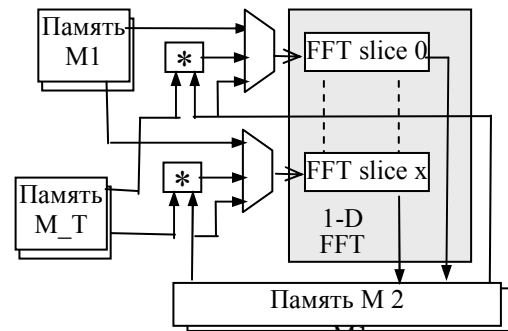 Память
M1
*
FFT slice 0
*
FFT slice x
Память
M_T
1-D
FFT
Память M 2